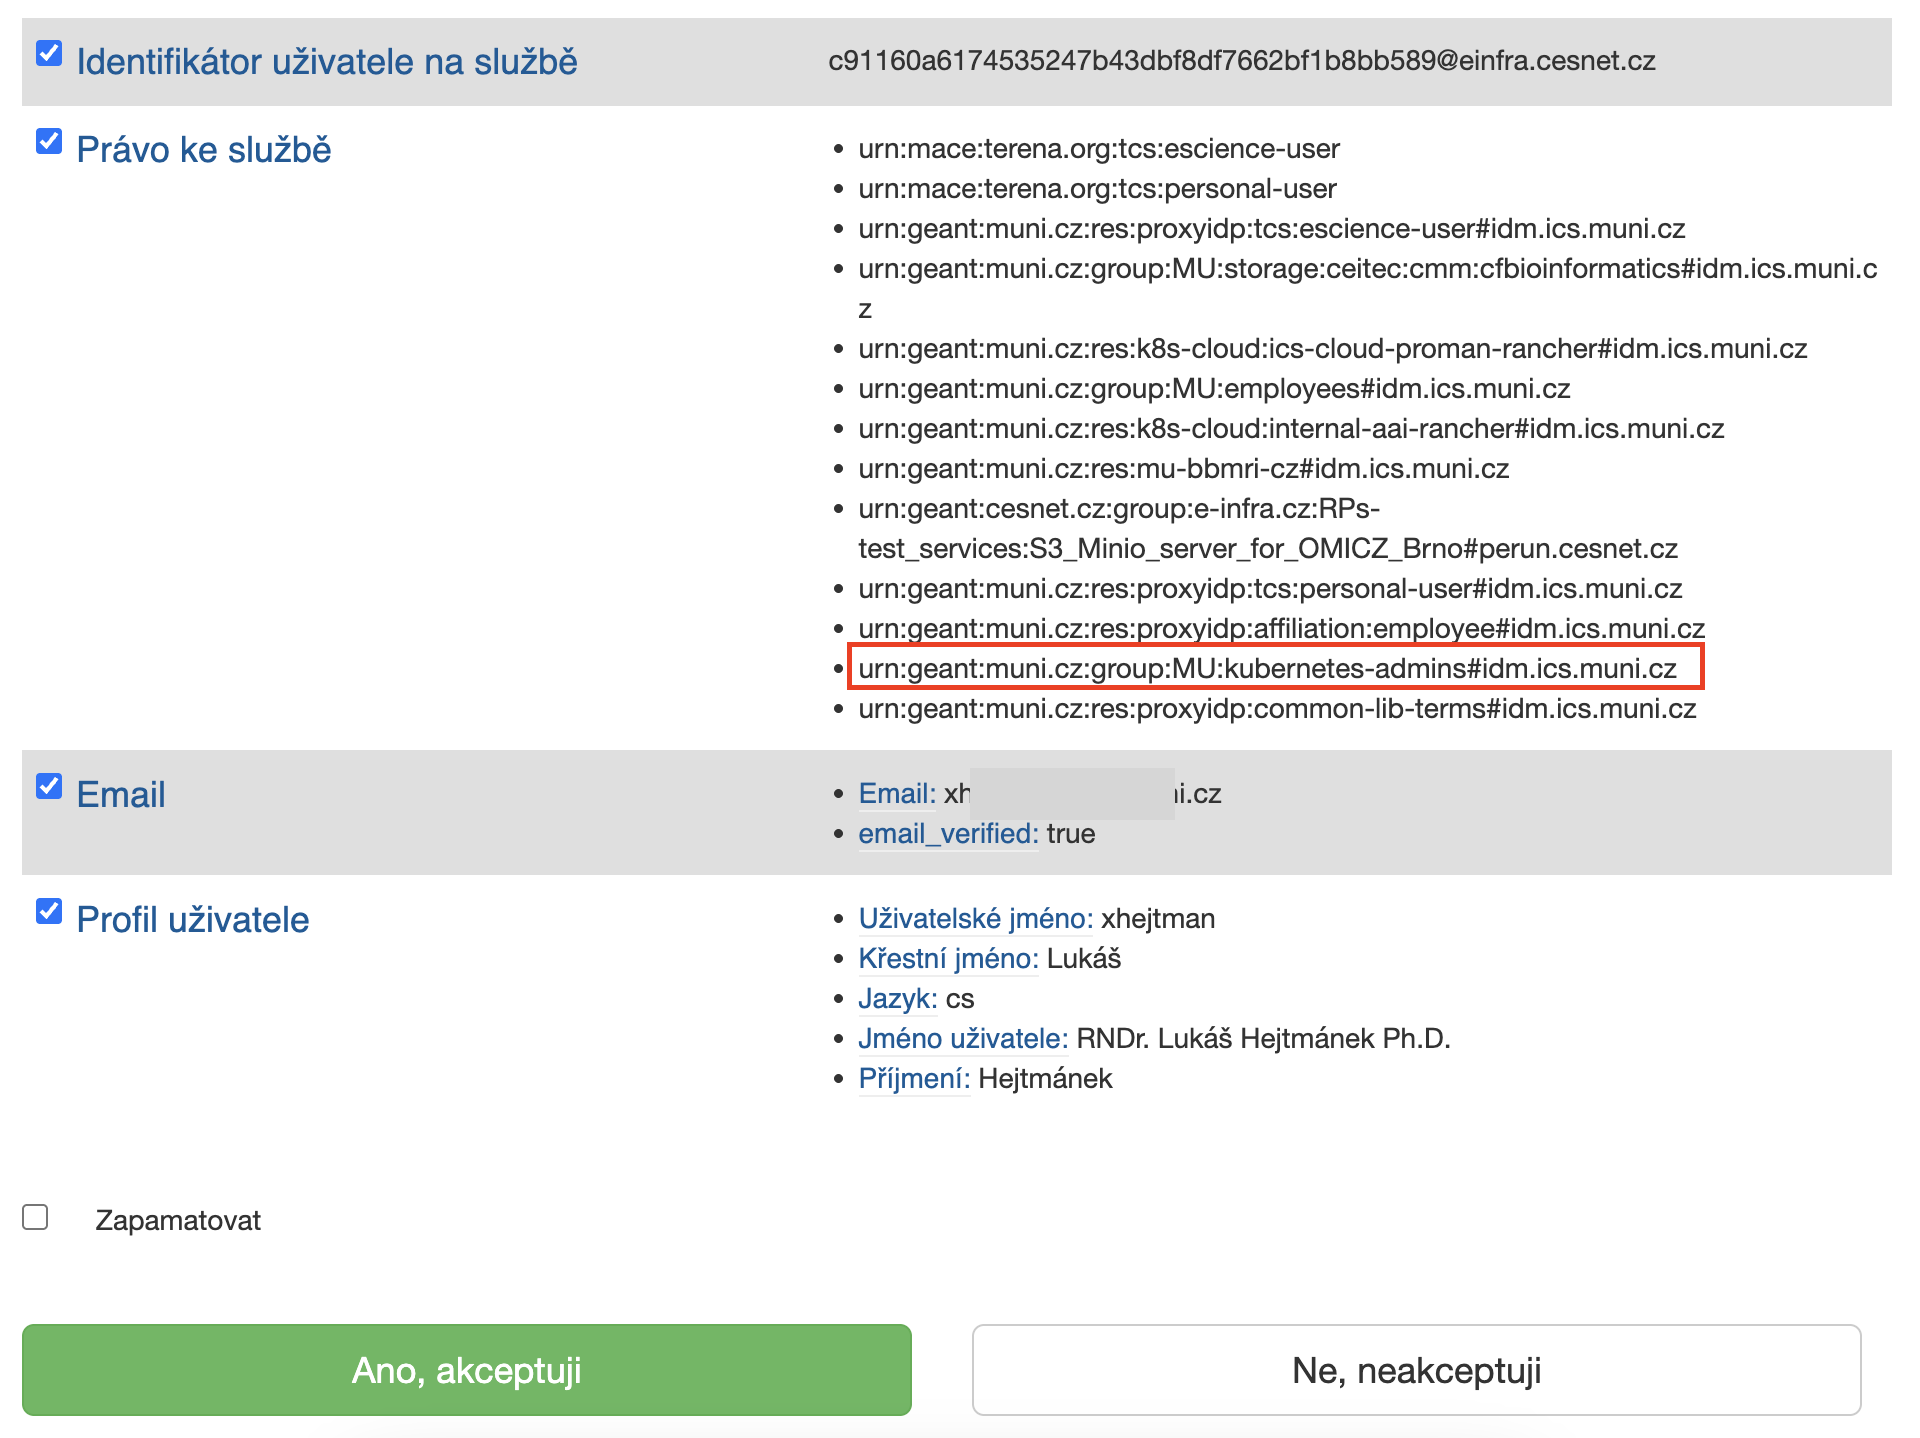 Identifikátor uživatele na službě c91160a6174535247b43dbf8df7662bf1b8bb589@einfra.cesnet.cz
Právo ke službě
urn:mace:terena.org:tcs:escience-user
urn:mace:terena.org:tcs:personal-user
urn:geant:muni.cz:res:proxyidp:tcs:escience-user#idm.ics.muni.cz
urn:geant:muni.cz:group:MU:storage:ceitec:cmm:cfbioinformatics#idm.ics.muni.c
z
urn:geant:muni.cz:res:k8s-cloud:ics-cloud-proman-rancher#idm.ics.muni.cz
urn:geant:muni.cz:group:MU:employees#idm.ics.muni.cz
urn:geant:muni.cz:res:k8s-cloud:internal-aai-rancher#idm.ics.muni.cz
urn:geant:muni.cz:res:mu-bbmri-cz#idm.ics.muni.cz
urn:geant:cesnet.cz:group:e-infra.cz:RPs-
test_services:S3_Minio_server_for_OMICZ_Brno#perun.cesnet.cz
urn:geant:muni.cz:res:proxyidp:tcs:personal-user#idm.ics.muni.cz
urn:geant:muni.cz:res:proxyidp:affiliation:employee#idm.ics.muni.cz
urn:geant:muni.cz:group:MU:kubernetes-admins#idm.ics.muni.cz
urn:geant:muni.cz:res:proxyidp:common-lib-terms#idm.ics.muni.cz
Email
Email: xh i.cz
email_verified: true
Profil uživatele
Uživatelské jméno: xhejtman
Křestní jméno: Lukáš
Jazyk: cs
Jméno uživatele: RNDr. Lukáš Hejtmánek Ph.D.
Příjmení: Hejtmánek
Zapamatovat
Ano, akceptuji
Ne, neakceptuji